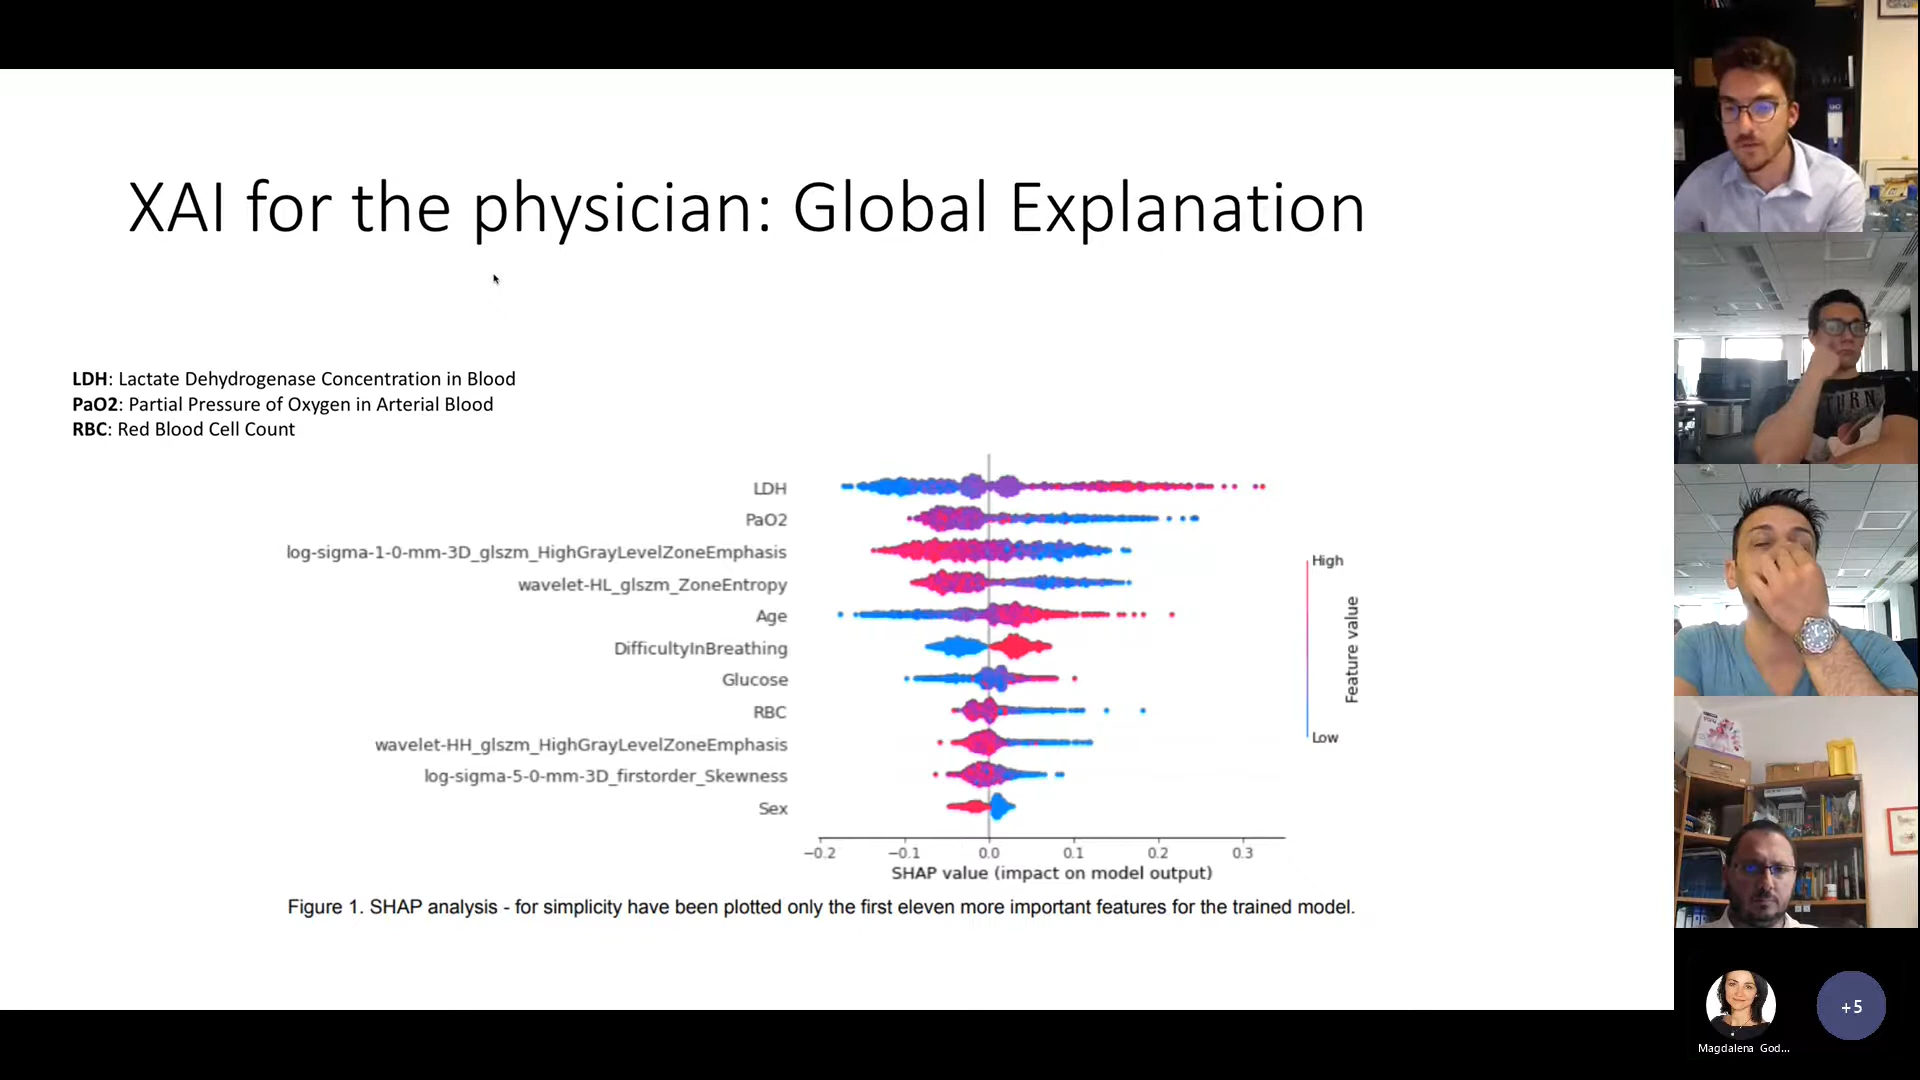 XAI for the physician: Global Explanation
LDH: Lactate Dehydrogenase Concentration in Blood
PaO2: Partial Pressure of Oxygen in Arterial Blood
RBC: Red Blood Cell Count
LDH
PaO2
log-sigma-1-0-mm-3D_glszm_HighGrayLevelZoneEmphasis
wavelet-HL_glszm_ZoneEntropy
Age
DifficultyInBreathing
Glucose
RBC
wavelet-HH_glszm_HighGrayLevelZoneEmphasis
log-sigma-5-0-mm-3D_firstorder_Skewness
Sex
High
Feature value
Low
−0.2 −0.1 0.0 0.1 0.2 0.3
SHAP value (impact on model output)
Figure 1. SHAP analysis - for simplicity have been plotted only the first eleven more important features for the trained model.
Magdalena God...
+5